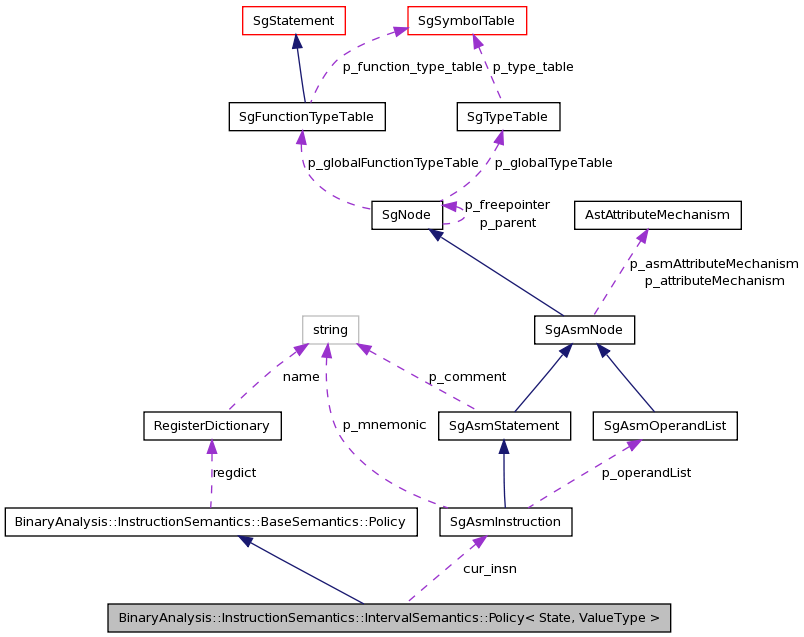 SgStatement
SgSymbolTable
p_function_type_table
p_type_table
SgFunctionTypeTable
SgTypeTable
p_globalFunctionTypeTable
p_globalTypeTable
SgNode
p_freepointer
p_parent
AstAttributeMechanism
p_asmAttributeMechanism
p_attributeMechanism
string
SgAsmNode
name
p_comment
p_mnemonic
RegisterDictionary
SgAsmStatement
SgAsmOperandList
regdict
p_operandList
BinaryAnalysis::InstructionSemantics::BaseSemantics::Policy
SgAsmInstruction
cur_insn
BinaryAnalysis::InstructionSemantics::IntervalSemantics::Policy< State, ValueType >